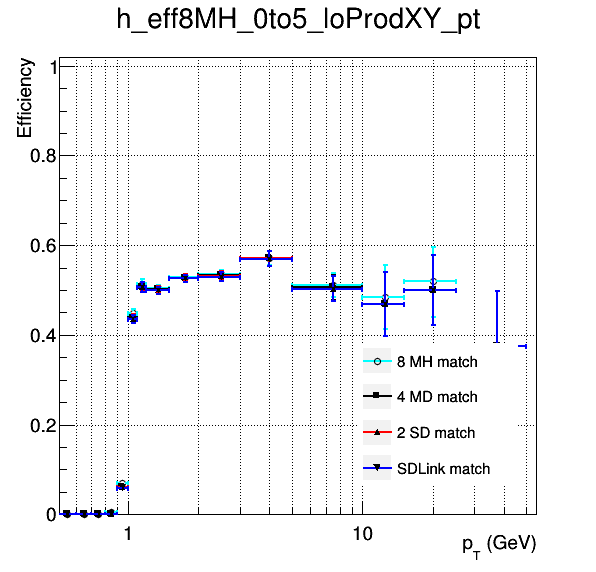 h_eff8MH_0to5_loProdXY_pt
Efficiency
1
0.8
0.6
0.4
0.2
0
8 MH match
4 MD match
2 SD match
SDLink match
1
10
p_T (GeV)